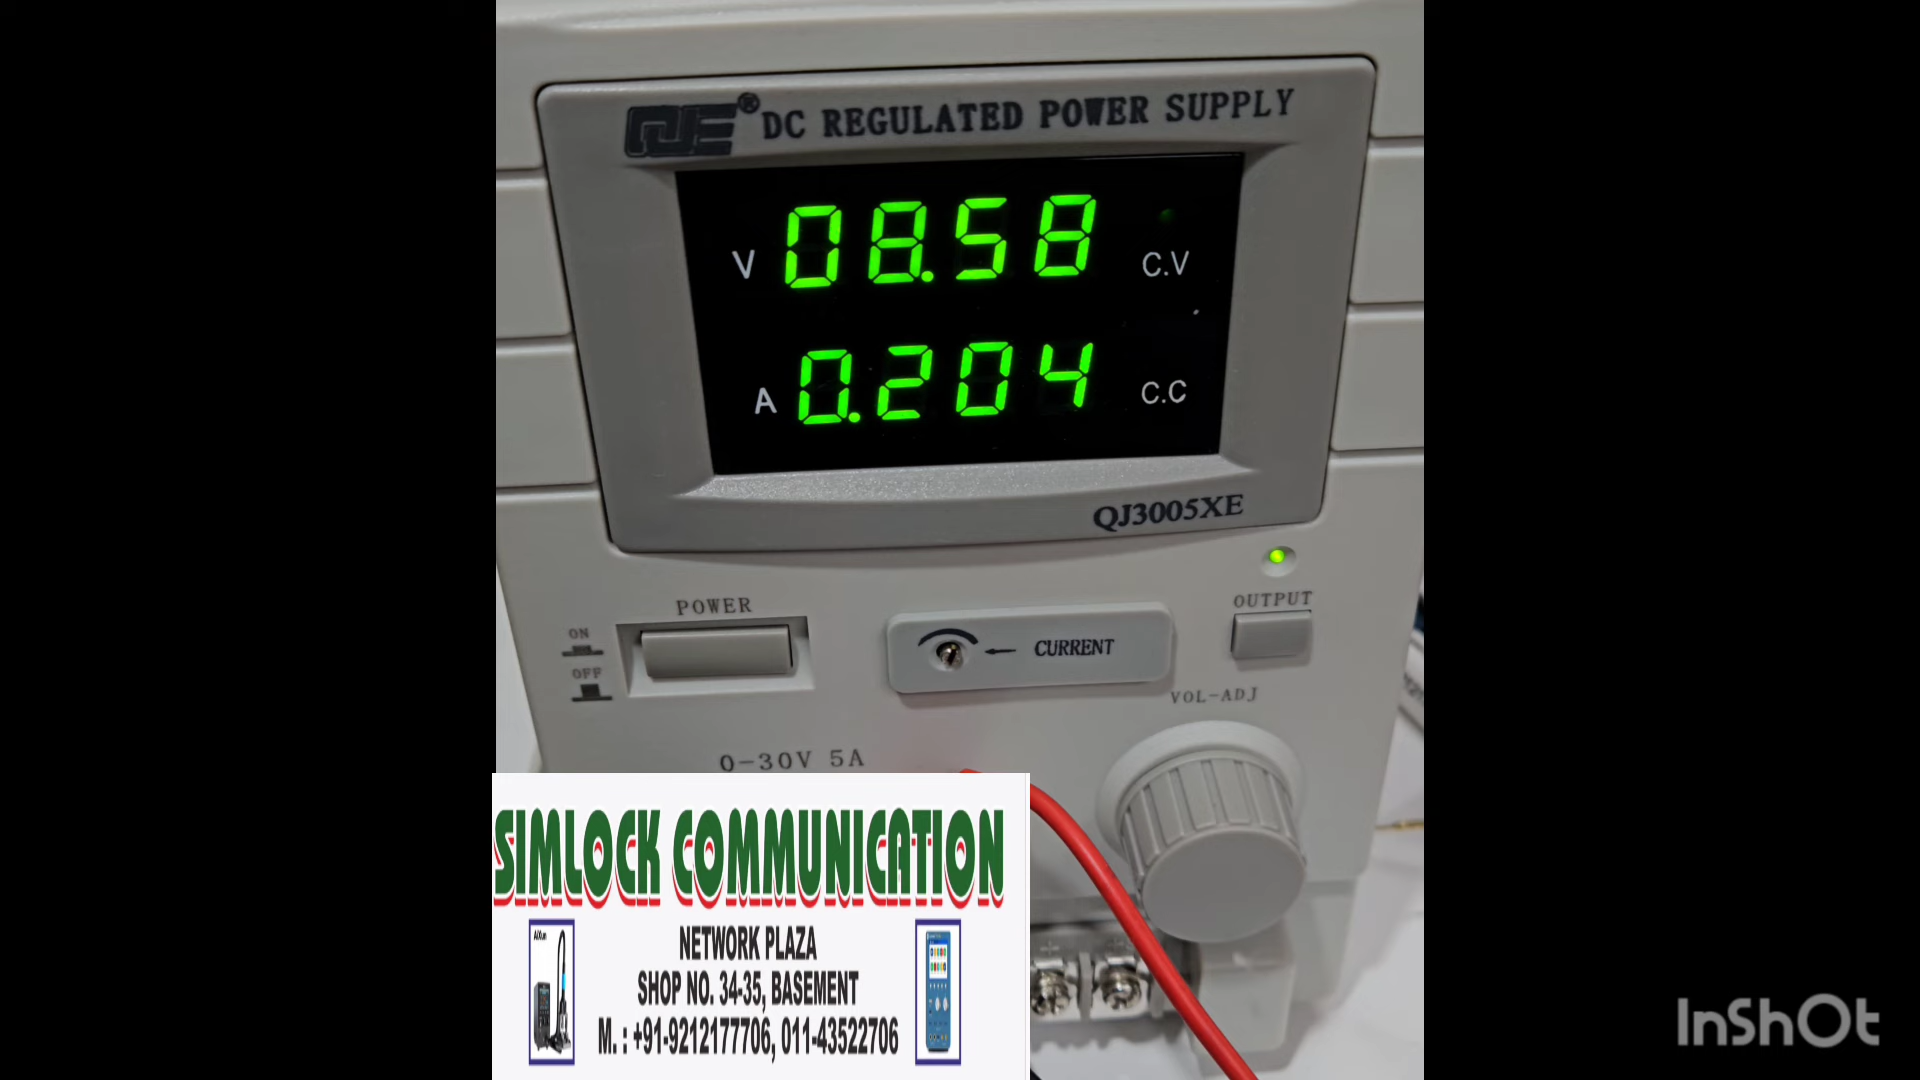 QJE® DC REGULATED POWER SUPPLY
V 08.58 C.V
A 0.204 C.C
QJ3005XE
POWER
ON
OFF
CURRENT
OUTPUT
VOL-ADJ
0-30V 5A
SIMLOCK COMMUNICATION
AiXun
NETWORK PLAZA
SHOP NO. 34-35, BASEMENT
M. : +91-9212177706, 011-43522706
InShOt